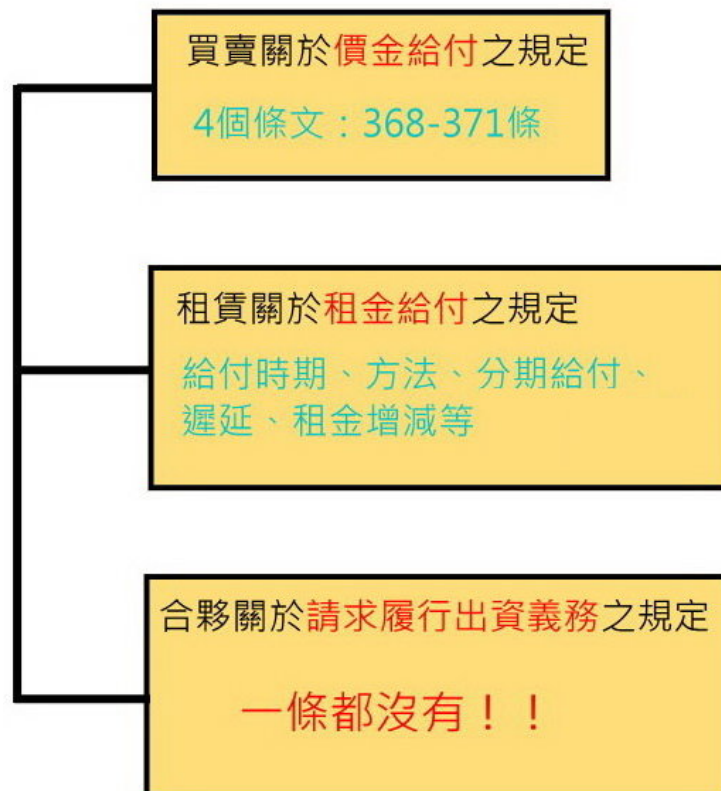 買賣關於價金給付之規定
4個條文：368-371條
租賃關於租金給付之規定
給付時期、方法、分期給付、
遲延、租金增減等
合夥關於請求履行出資義務之規定
一條都沒有！！